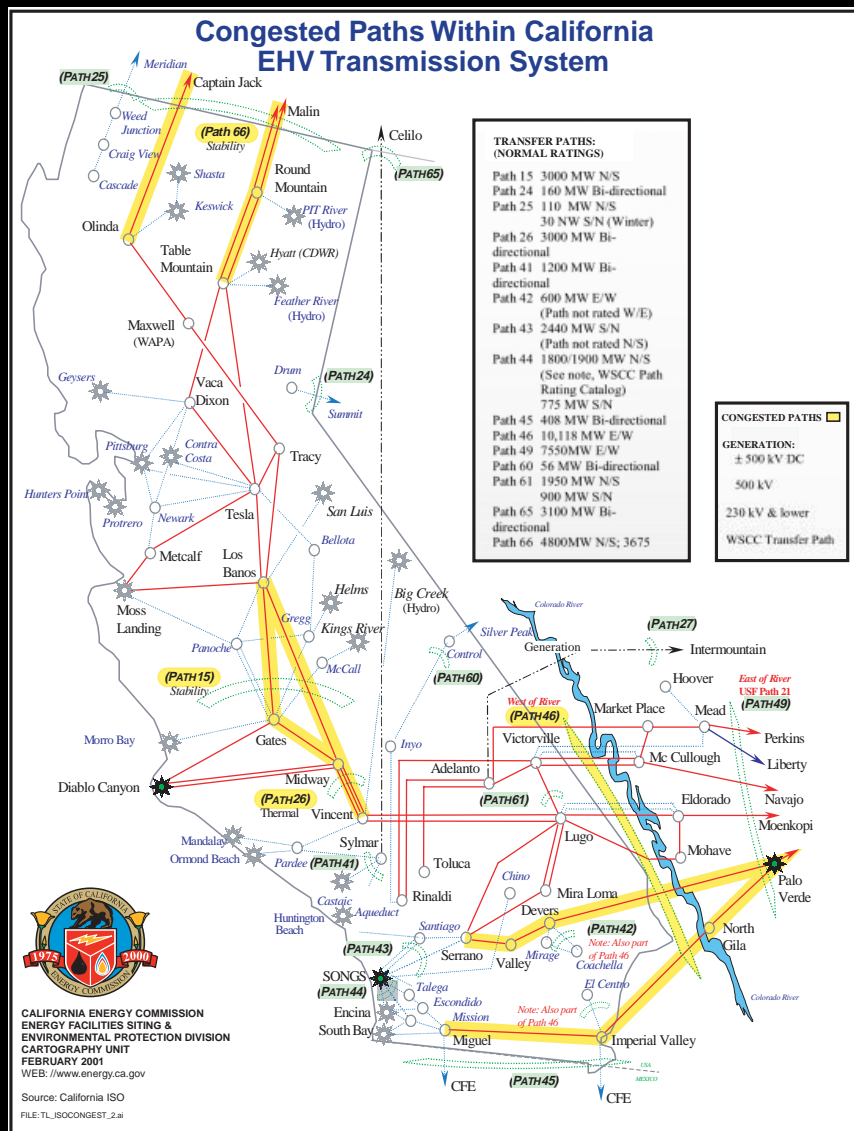 Congested Paths Within California
EHV Transmission System
Meridian
(PATH25)
Captain Jack
Malin
Celilo
(Path 66)
Stability
Weed
Junction
Craig View
Cascade
Shasta
Keswick
Round
Mountain
(PATH65)
PIT River
(Hydro)
Olinda
Table
Mountain
Hyatt (CDWR)
Feather River
(Hydro)
Maxwell
(WAPA)
Geysers
Vaca
Dixon
Drum
(PATH24)
Summit
Pittsburg
Contra
Costa
Tracy
Hunters Point
Protrero
Newark
Tesla
San Luis
Metcalf
Bellota
Los
Banos
Moss
Landing
Helms
Big Creek
(Hydro)
Gregg
Kings River
Panoche
McCall
(PATH15)
Stability
Morro Bay
Gates
Diablo Canyon
Midway
(PATH26)
Thermal
Vincent
TRANSFER PATHS:
(NORMAL RATINGS)
Path 15 3000 MW N/S
Path 24 160 MW Bi-directional
Path 25 110 MW N/S
30 NW S/N (Winter)
Path 26 3000 MW Bi-
directional
Path 41 1200 MW Bi-
directional
Path 42 600 MW E/W
(Path not rated W/E)
Path 43 2440 MW S/N
(Path not rated N/S)
Path 44 1800/1900 MW N/S
(See note, WSCC Path
Rating Catalog)
775 MW S/N
Path 45 408 MW Bi-directional
Path 46 10,118 MW E/W
Path 49 7550MW E/W
Path 60 56 MW Bi-directional
Path 61 1950 MW N/S
900 MW S/N
Path 65 3100 MW Bi-
directional
Path 66 4800MW N/S; 3675
CONGESTED PATHS
GENERATION:
± 500 kV DC
500 kV
230 kV & lower
WSCC Transfer Path
Colorado River
Silver Peak
Control
(PATH60)
Generation
(PATH27)
Intermountain
Hoover
East of River
USF Path 21
(PATH49)
West of River
(PATH46)
Market Place
Mead
Perkins
Inyo
Victorville
Adelanto
Mc Cullough
Liberty
(PATH61)
Navajo
Eldorado
Moenkopi
Lugo
Mohave
Sylmar
Mandalay
Ormond Beach
Pardee
(PATH41)
Toluca
Castaic
Rinaldi
Chino
Mira Loma
Palo
Verde
Huntington
Beach
Aqueduct
Santiago
Devers
(PATH42)
North
Gila
(PATH43)
Serrano
Valley
Mirage
Note: Also part
of Path 46
Coachella
SONGS
(PATH44)
Talega
El Centro
Encina
Escondido
South Bay
Mission
Note: Also part
of Path 46
Miguel
Imperial Valley
Colorado River
CFE
(PATH45)
USA
MEXICO
CFE
STATE OF CALIFORNIA
1975
2000
ENERGY COMMISSION
CALIFORNIA ENERGY COMMISSION
ENERGY FACILITIES SITING &
ENVIRONMENTAL PROTECTION DIVISION
CARTOGRAPHY UNIT
FEBRUARY 2001
WEB: //www.energy.ca.gov
Source: California ISO
FILE: TL_ISOCONGEST_2.ai